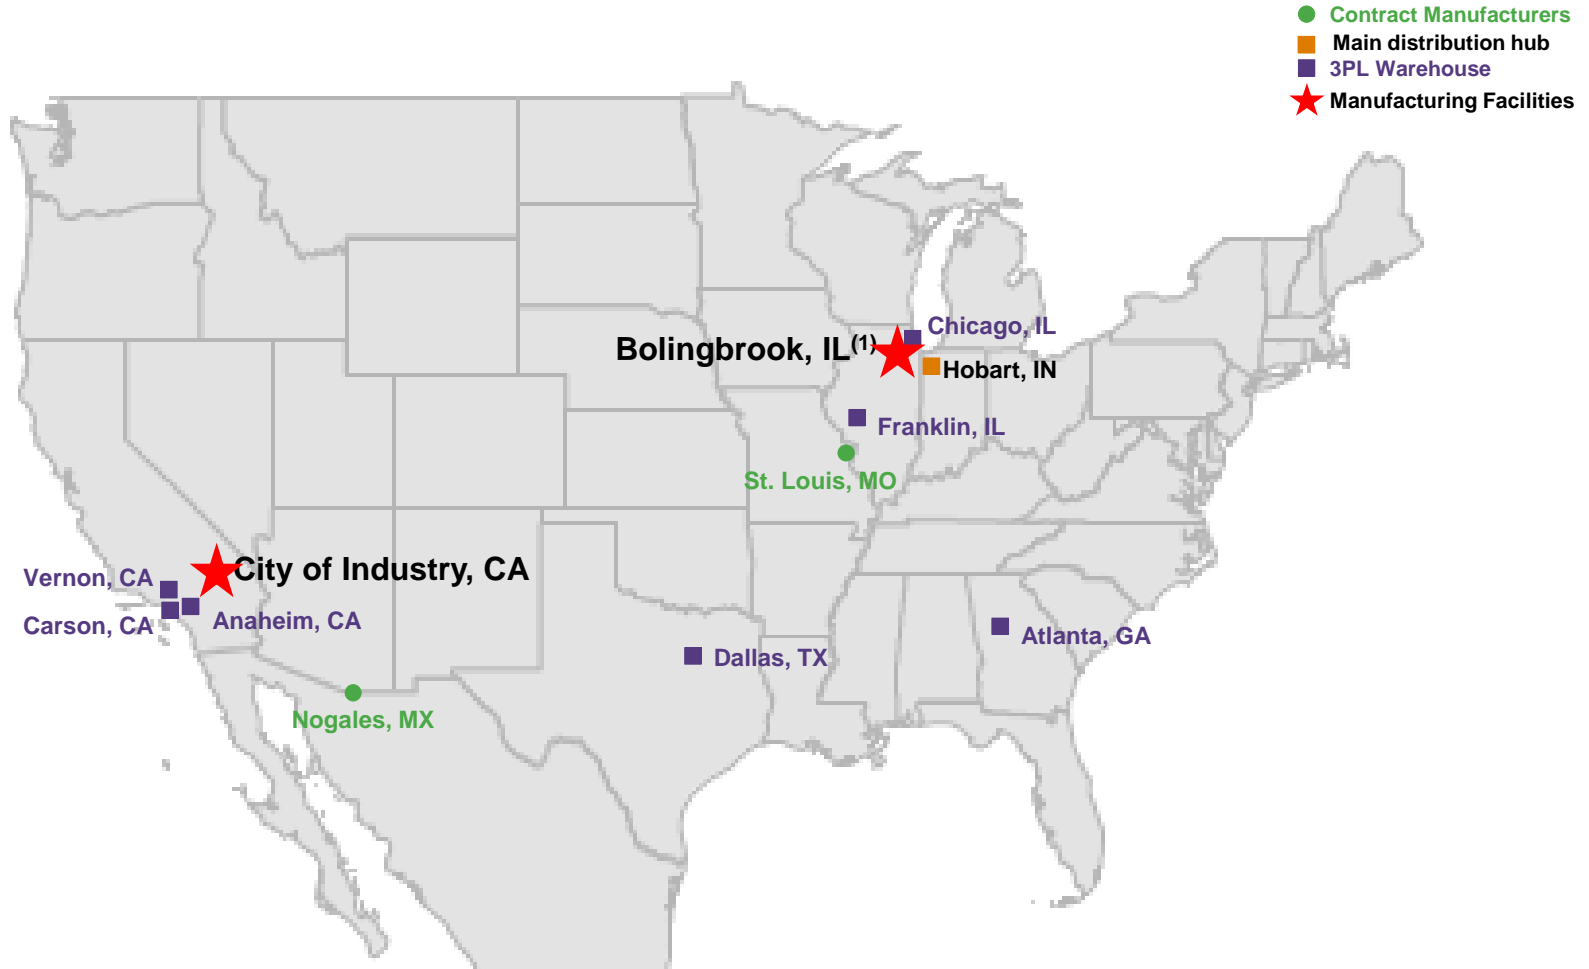 Contract Manufacturers
Main distribution hub
3PL Warehouse
Manufacturing Facilities
Chicago, IL
Bolingbrook, IL(1)
Hobart, IN
Franklin, IL
St. Louis, MO
City of Industry, CA
Vernon, CA
Anaheim, CA
Carson, CA
Atlanta, GA
Dallas, TX
Nogales, MX